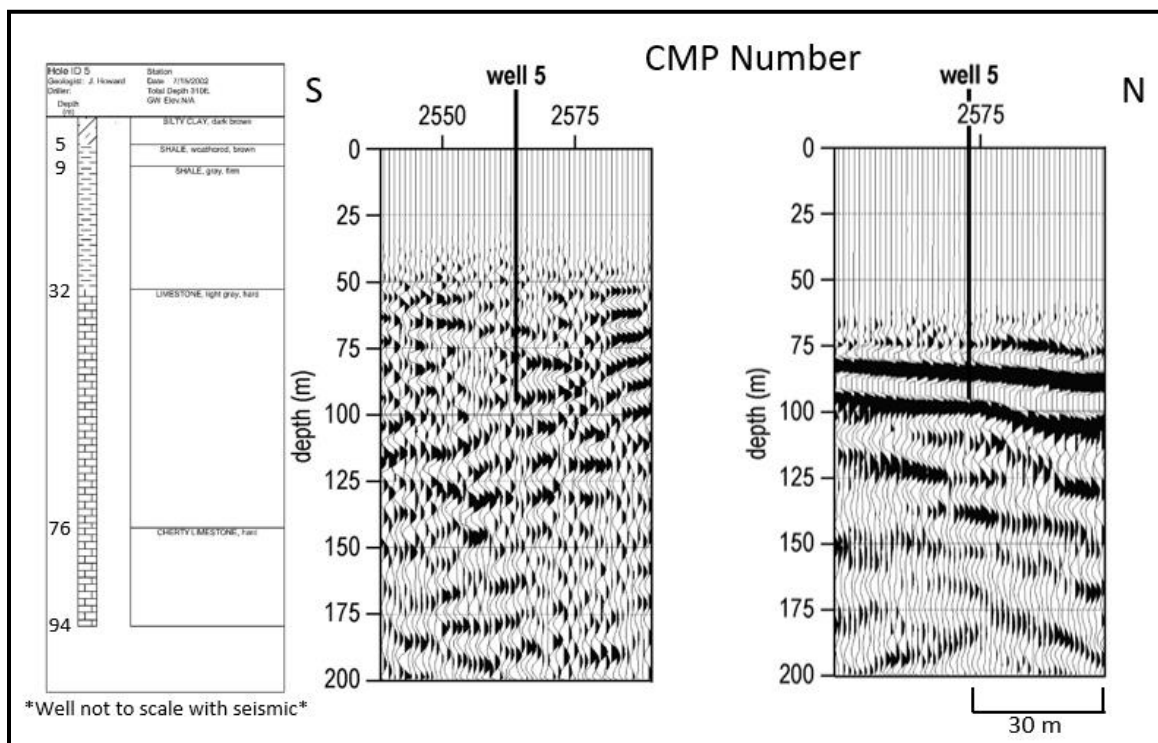 CMP Number
Hole ID 5
Geologist: J. Howard
Driller:
Depth
(m)
Station
Date 7/15/2002
Total Depth 310ft.
GW Elev.N/A
SILTY CLAY, dark brown
5
SHALE, weathered, brown
9
SHALE, gray, firm
32
LIMESTONE, light gray, hard
76
CHERTY LIMESTONE, hard
94
*Well not to scale with seismic*
S
well 5
2550
2575
0
25
50
75
100
125
150
175
200
depth (m)
well 5
N
2575
0
25
50
75
100
125
150
175
200
depth (m)
30 m